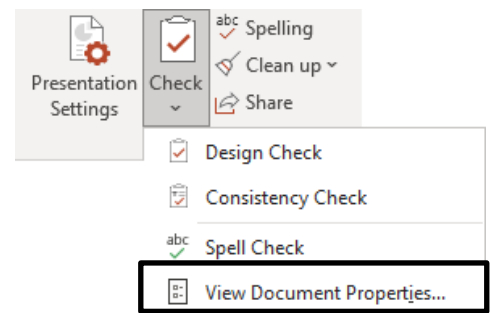 Presentation
Settings
Check
abc Spelling
Clean up
Share
Design Check
Consistency Check
abc Spell Check
View Document Properties...